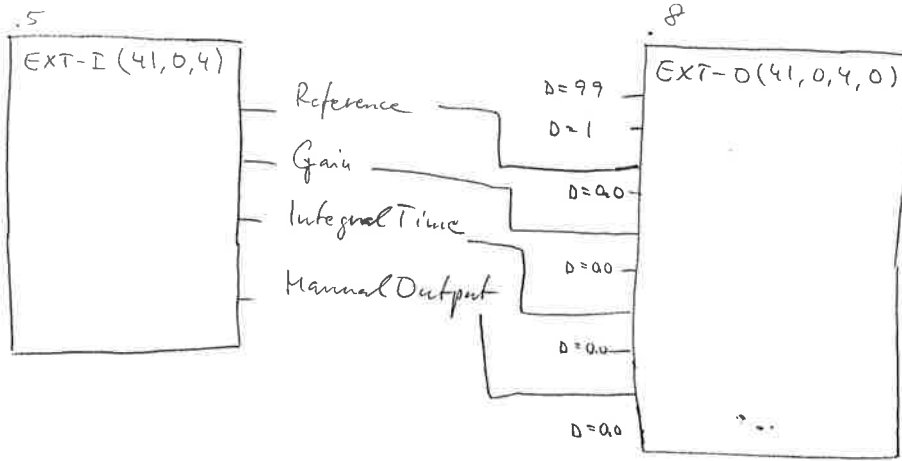 .5
EXT-I (41,0,4)
Reference
Gain
Integral Time
Manual Output
.8
EXT-O(41,0,4,0)
D=99
D=1
D=0.0
D=0.0
D=0.0
D=0.0